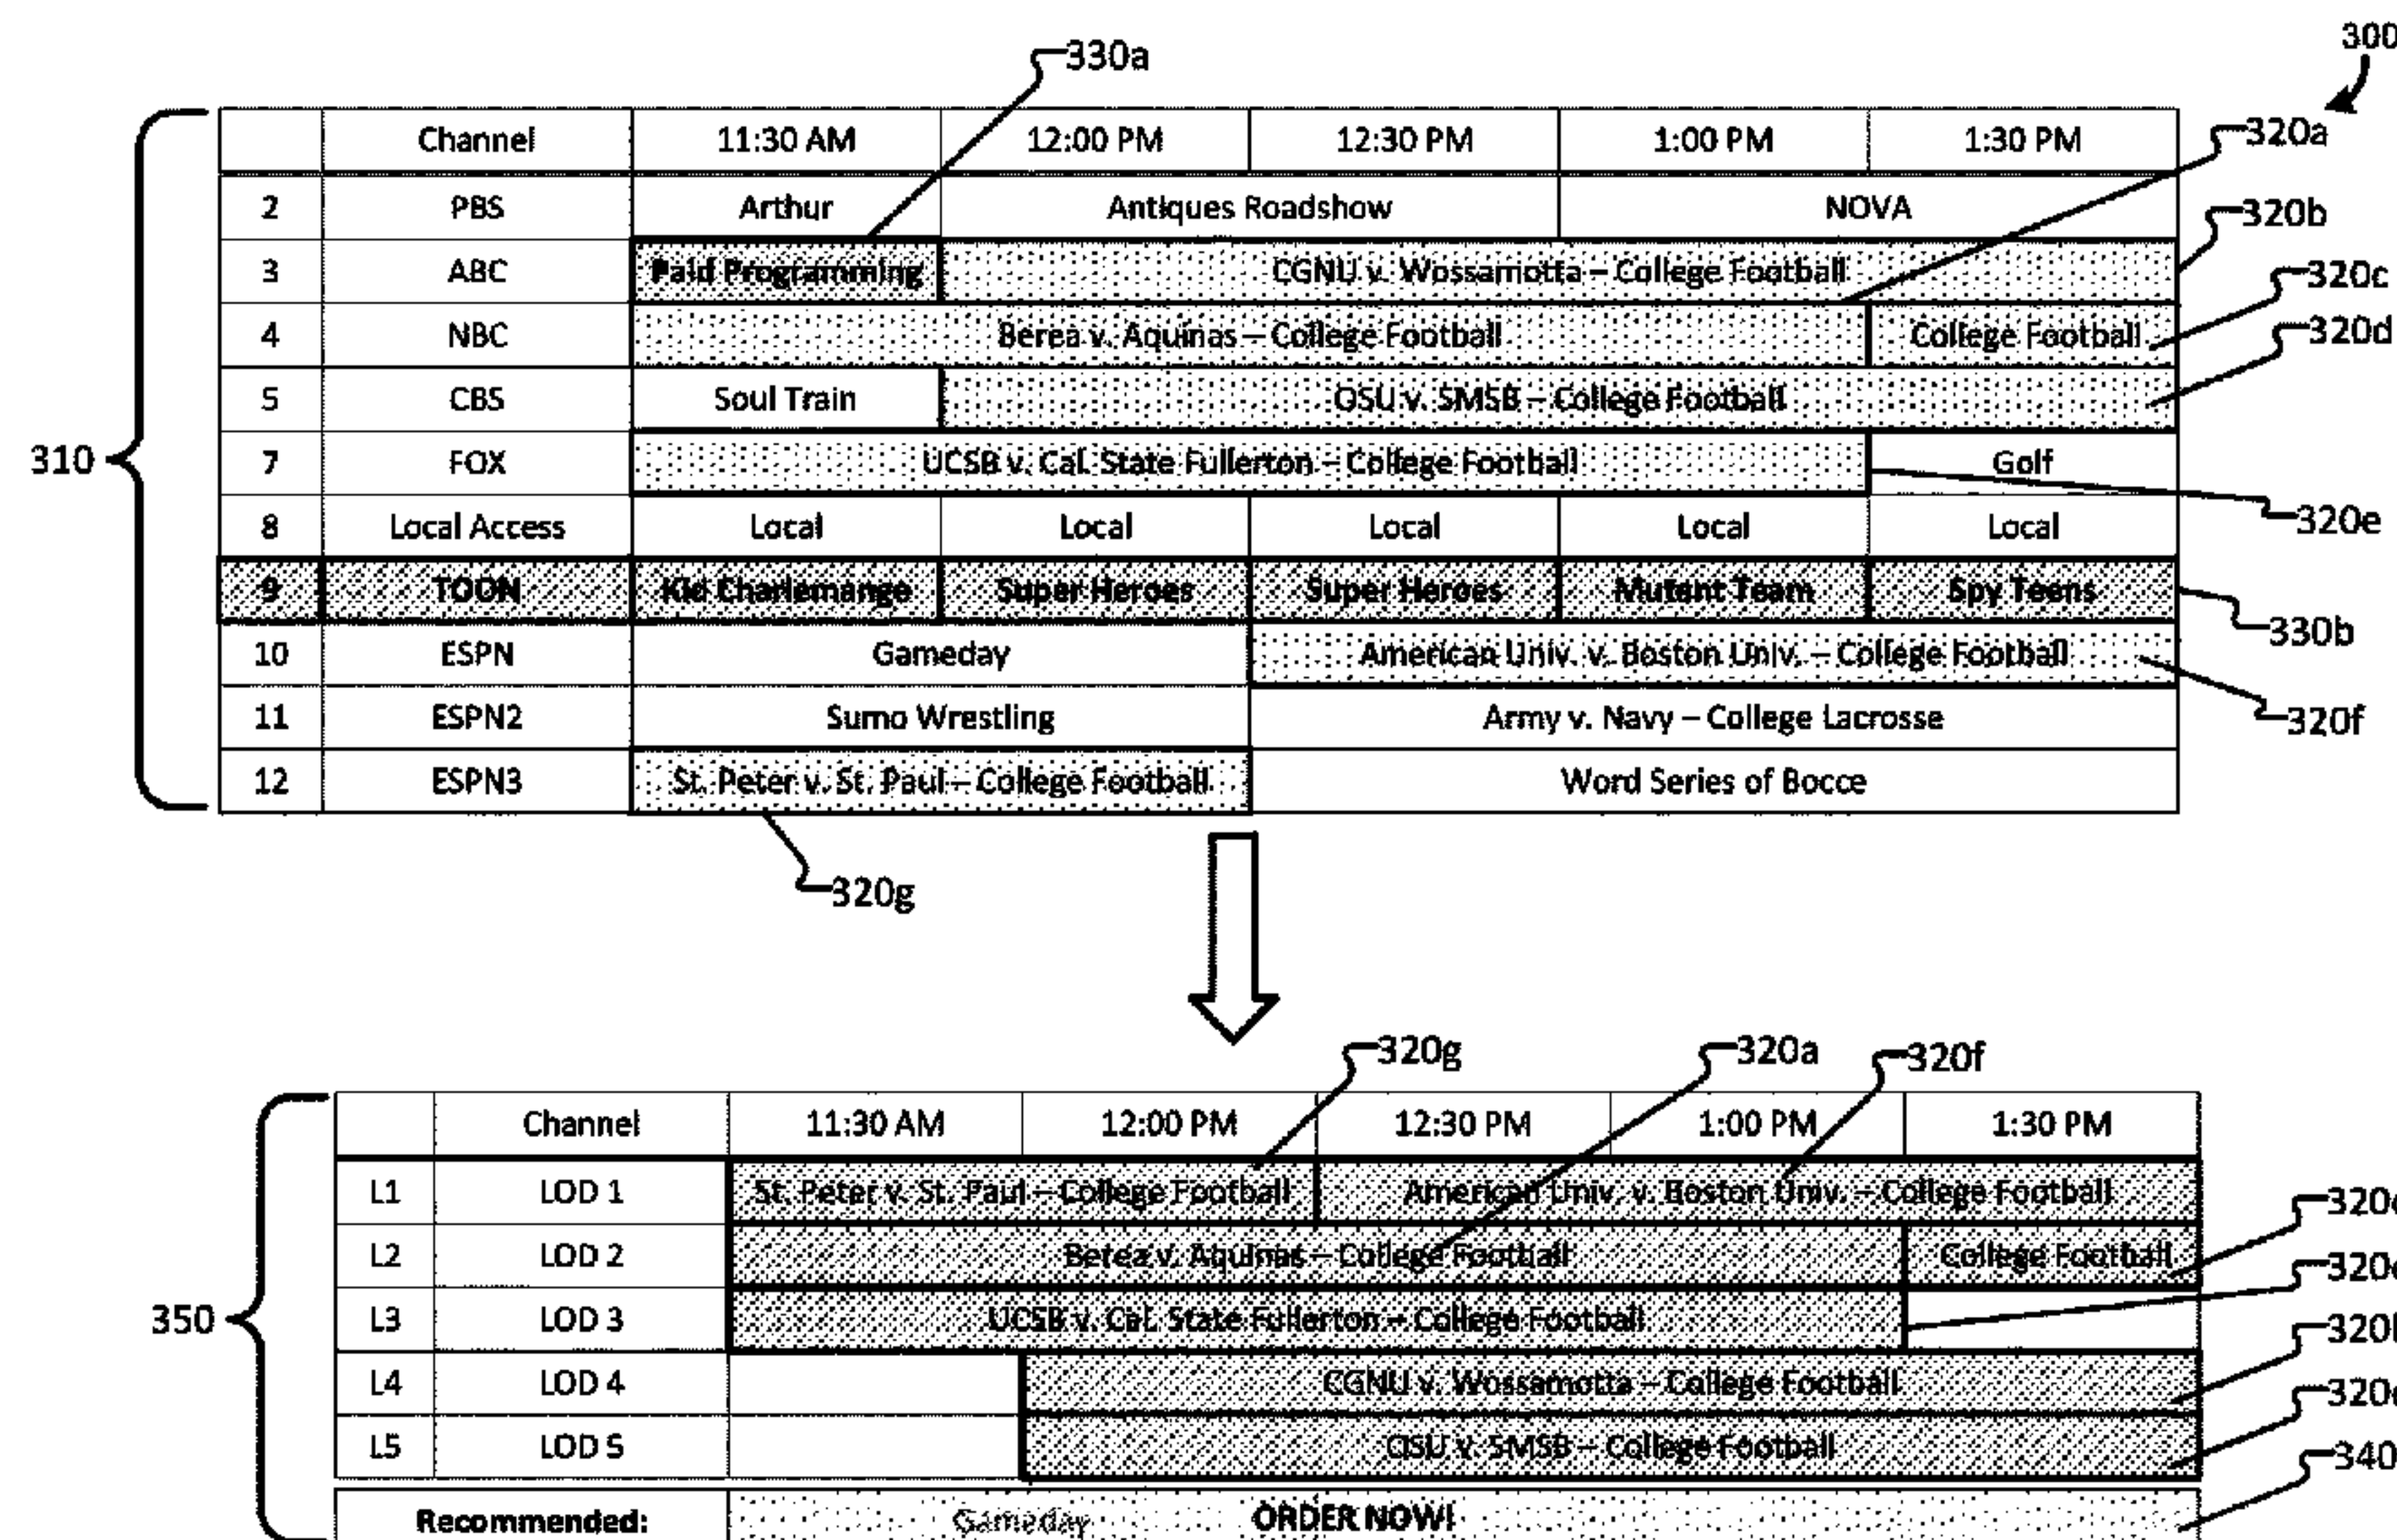 300
330a
Channel 11:30 AM 12:00 PM 12:30 PM 1:00 PM 1:30 PM
320a
2 PBS Arthur Antiques Roadshow NOVA
320b
3 ABC Paid Programming CGNU v. Wossamotta – College Football
320c
4 NBC Berea v. Aquinas – College Football College Football
320d
5 CBS Soul Train OSU v. SMSB – College Football
310
7 FOX UCSB v. Cal. State Fullerton – College Football Golf
8 Local Access Local Local Local Local Local
320e
9 TOON Kid Charlemange Super Heroes Super Heroes Mutant Team Spy Teens
330b
10 ESPN Gameday American Univ. v. Boston Univ. – College Football
11 ESPN2 Sumo Wrestling Army v. Navy – College Lacrosse
320f
12 ESPN3 St. Peter v. St. Paul – College Football Word Series of Bocce
320g
320g 320a 320f
Channel 11:30 AM 12:00 PM 12:30 PM 1:00 PM 1:30 PM
L1 LOD 1 St. Peter v. St. Paul – College Football American Univ. v. Boston Univ. – College Football
L2 LOD 2 Berea v. Aquinas – College Football College Football
350
L3 LOD 3 UCSB v. Cal. State Fullerton – College Football
L4 LOD 4 CGNU v. Wossamotta – College Football
L5 LOD 5 OSU v. SMSB – College Football
340
Recommended: Gameday ORDER NOW!